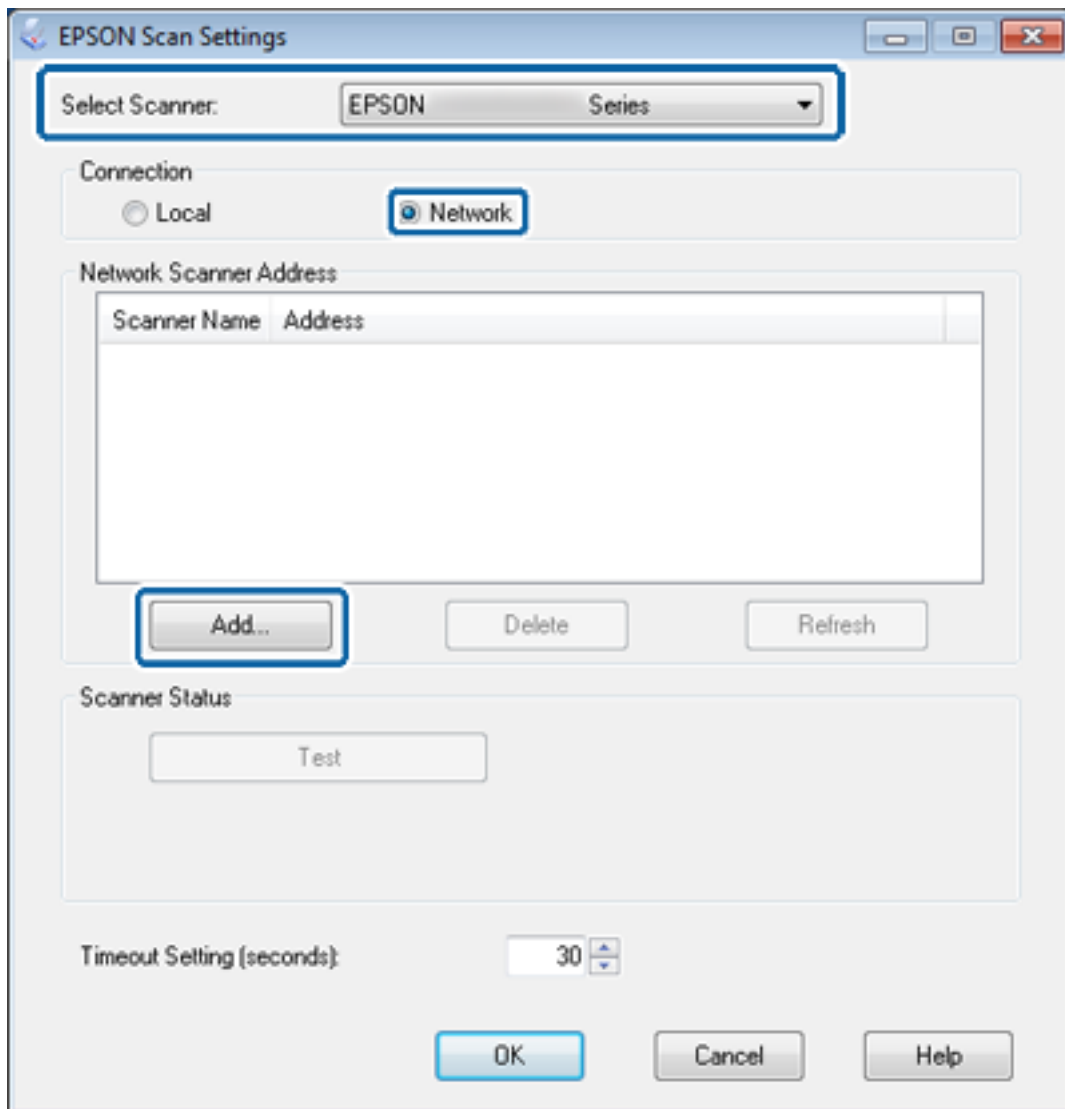 EPSON Scan Settings
Select Scanner: EPSON Series
Connection
Local Network
Network Scanner Address
Scanner Name Address
Add... Delete Refresh
Scanner Status
Test
Timeout Setting (seconds): 30
OK Cancel Help